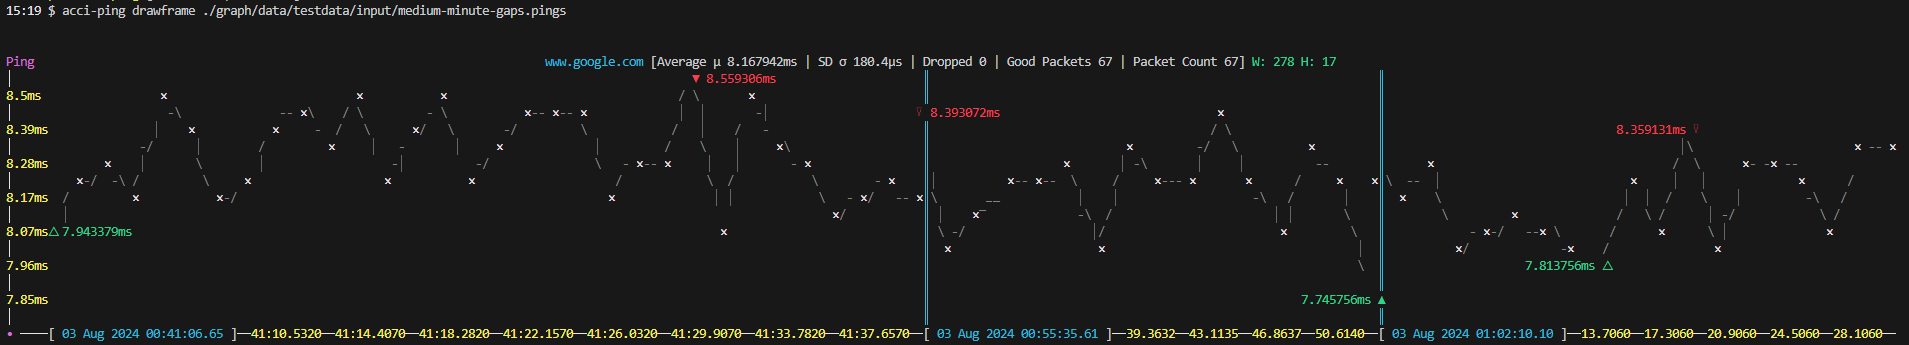 15:19 $ acci-ping drawframe ./graph/data/testdata/input/medium-minute-gaps.pings
Ping www.google.com [Average μ 8.167942ms | SD σ 180.4μs | Dropped 0 | Good Packets 67 | Packet Count 67] W: 278 H: 17
▼ 8.559306ms
8.5ms
8.393072ms
8.39ms
8.359131ms
8.28ms
8.17ms
8.07ms △ 7.943379ms
7.96ms
7.813756ms △
7.85ms
7.745756ms ▲
[ 03 Aug 2024 00:41:06.65 ]─41:10.5320─41:14.4070─41:18.2820─41:22.1570─41:26.0320─41:29.9070─41:33.7820─41:37.6570─[ 03 Aug 2024 00:55:35.61 ]─39.3632─43.1135─46.8637─50.6140─[ 03 Aug 2024 01:02:10.10 ]─13.7060─17.3060─20.9060─24.5060─28.1060─